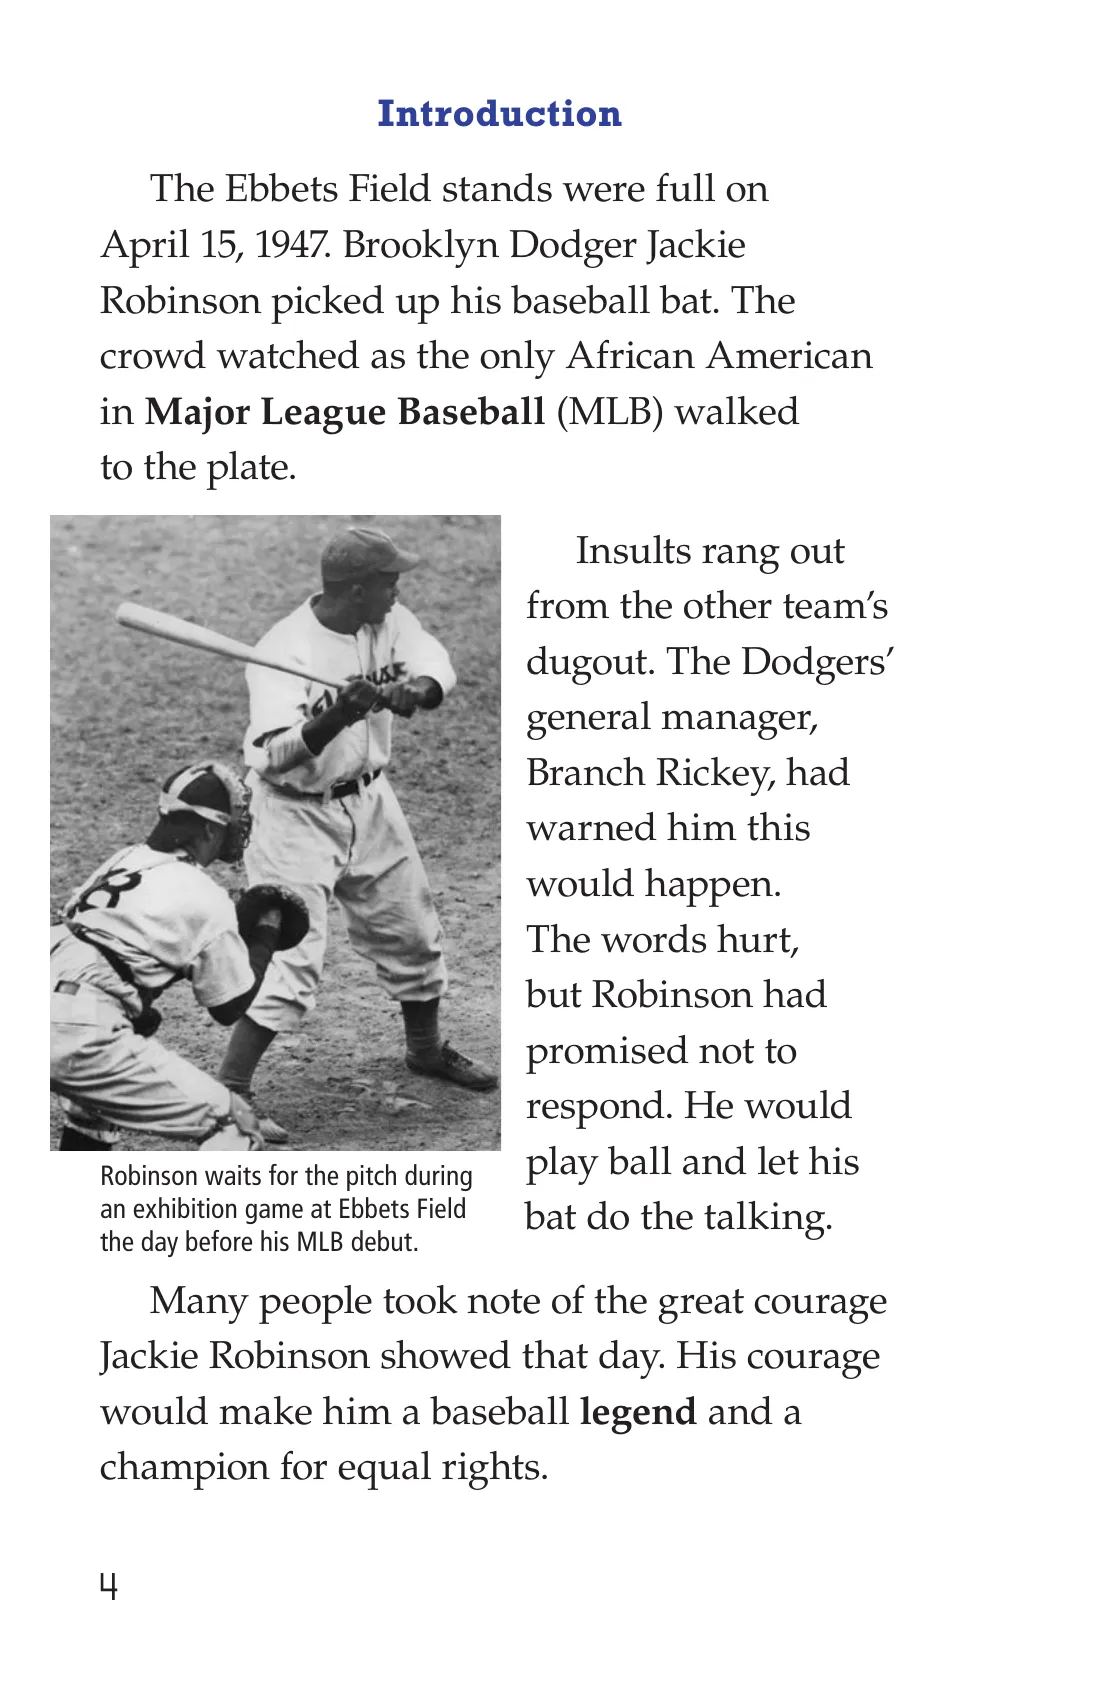 Introduction
The Ebbets Field stands were full on
April 15, 1947. Brooklyn Dodger Jackie
Robinson picked up his baseball bat. The
crowd watched as the only African American
in Major League Baseball (MLB) walked
to the plate.
Insults rang out
from the other team’s
dugout. The Dodgers’
general manager,
Branch Rickey, had
warned him this
would happen.
The words hurt,
but Robinson had
promised not to
respond. He would
play ball and let his
bat do the talking.
B
Robinson waits for the pitch during
an exhibition game at Ebbets Field
the day before his MLB debut.
Many people took note of the great courage
Jackie Robinson showed that day. His courage
would make him a baseball legend and a
champion for equal rights.
4